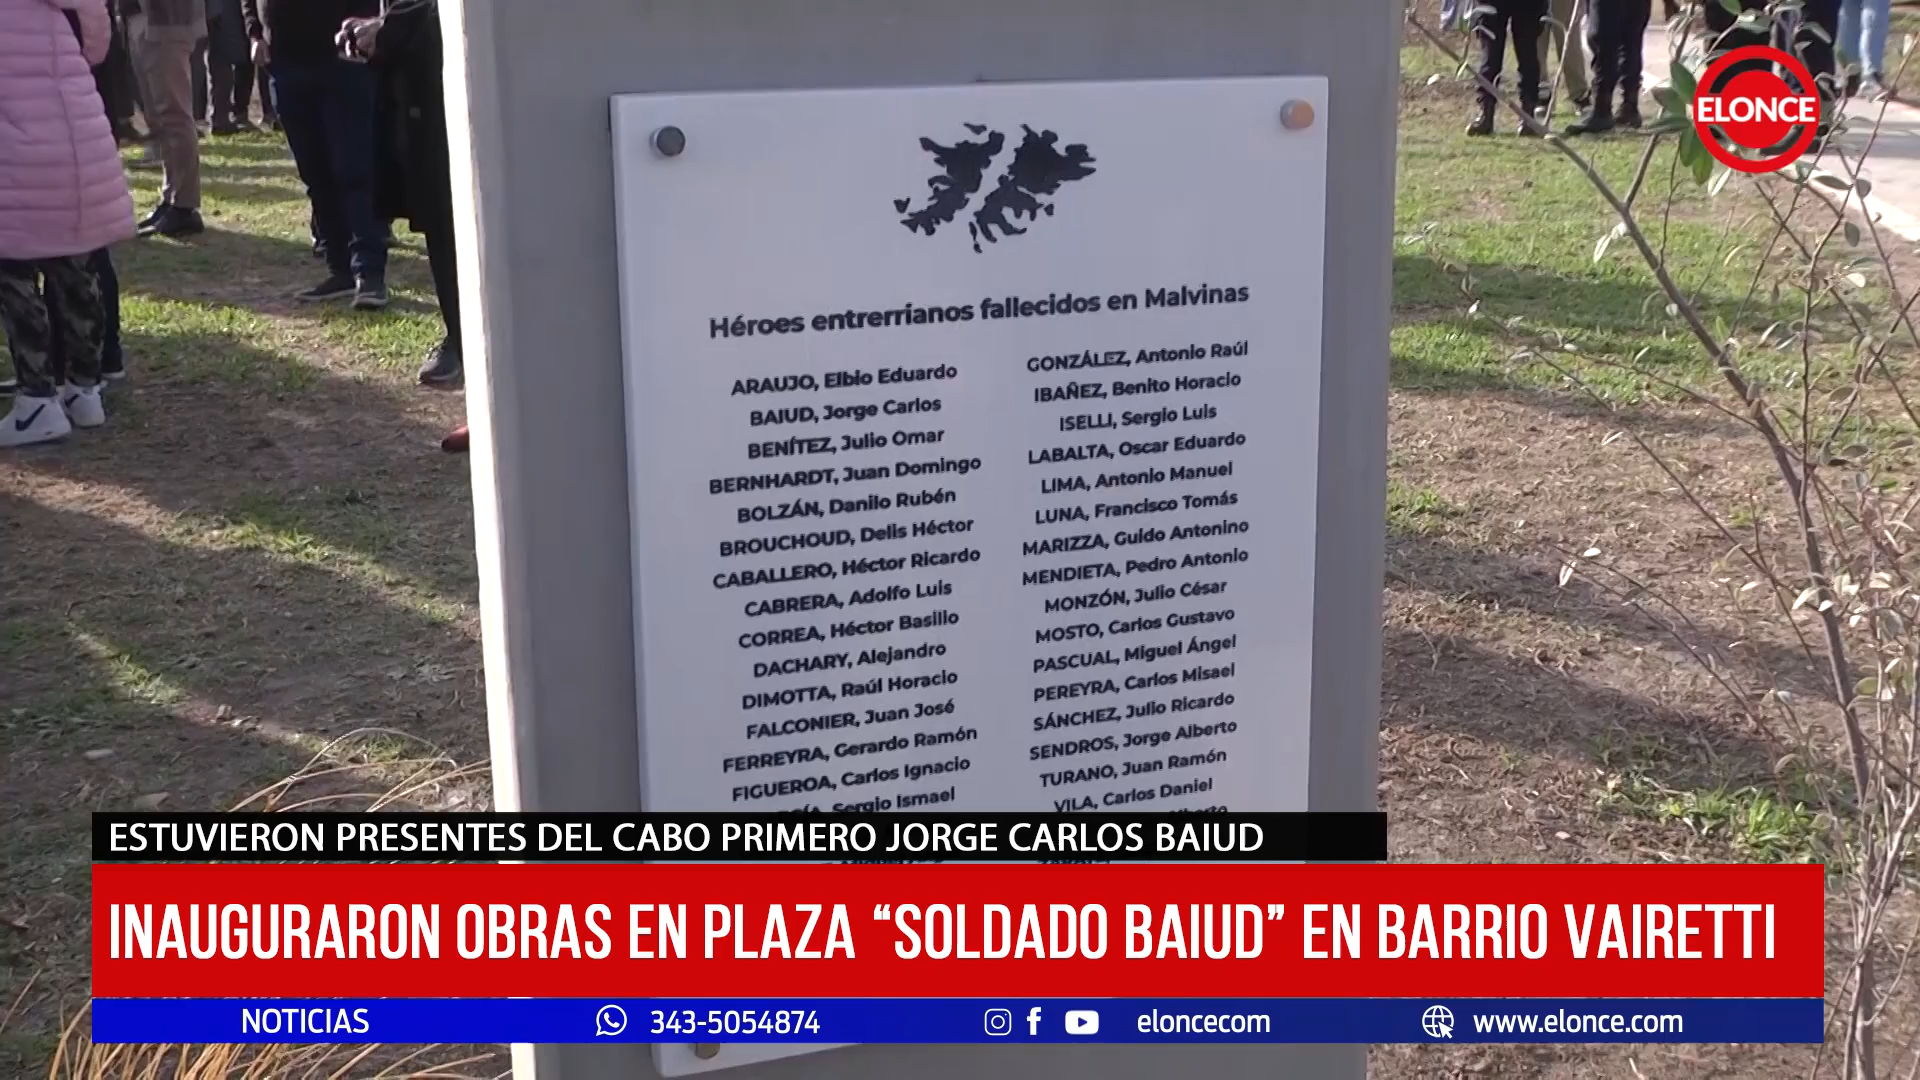 ELONCE
Héroes entrerrianos fallecidos en Malvinas
ARAUJO, Elbio Eduardo
BAIUD, Jorge Carlos
BENÍTEZ, Julio Omar
BERNHARDT, Juan Domingo
BOLZÁN, Danilo Rubén
BROUCHOUD, Delis Héctor
CABALLERO, Héctor Ricardo
CABRERA, Adolfo Luis
CORREA, Héctor Basilio
DACHARY, Alejandro
DIMOTTA, Raúl Horacio
FALCONIER, Juan José
FERREYRA, Gerardo Ramón
FIGUEROA, Carlos Ignacio
Sergio Ismael
GONZÁLEZ, Antonio Raúl
IBAÑEZ, Benito Horacio
ISELLI, Sergio Luis
LABALTA, Oscar Eduardo
LIMA, Antonio Manuel
LUNA, Francisco Tomás
MARIZZA, Guido Antonino
MENDIETA, Pedro Antonio
MONZÓN, Julio César
MOSTO, Carlos Gustavo
PASCUAL, Miguel Ángel
PEREYRA, Carlos Misael
SÁNCHEZ, Julio Ricardo
SENDROS, Jorge Alberto
TURANO, Juan Ramón
VILA, Carlos Daniel
ESTUVIERON PRESENTES DEL CABO PRIMERO JORGE CARLOS BAIUD
INAUGURARON OBRAS EN PLAZA “SOLDADO BAIUD” EN BARRIO VAIRETTI
NOTICIAS 343-5054874 eloncecom www.elonce.com